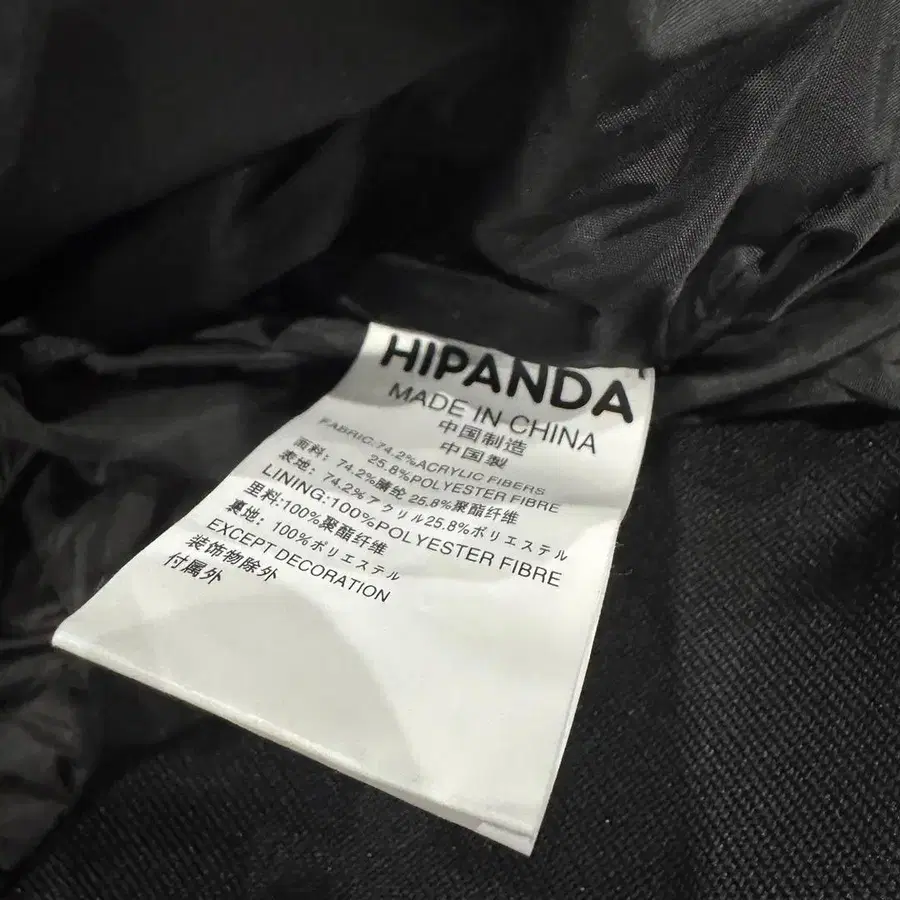 HIPANDA
MADE IN CHINA
中国制造
中国製
FABRIC:74.2%ACRYLIC FIBERS
25.8%POLYESTER FIBRE
面料：74.2%腈纶 25.8%聚酯纤维
表地：74.2%アクリル25.8%ポリエステル
LINING:100%POLYESTER FIBRE
里料:100%聚酯纤维
裏地：100%ポリエステル
EXCEPT DECORATION
装饰物除外
付属外